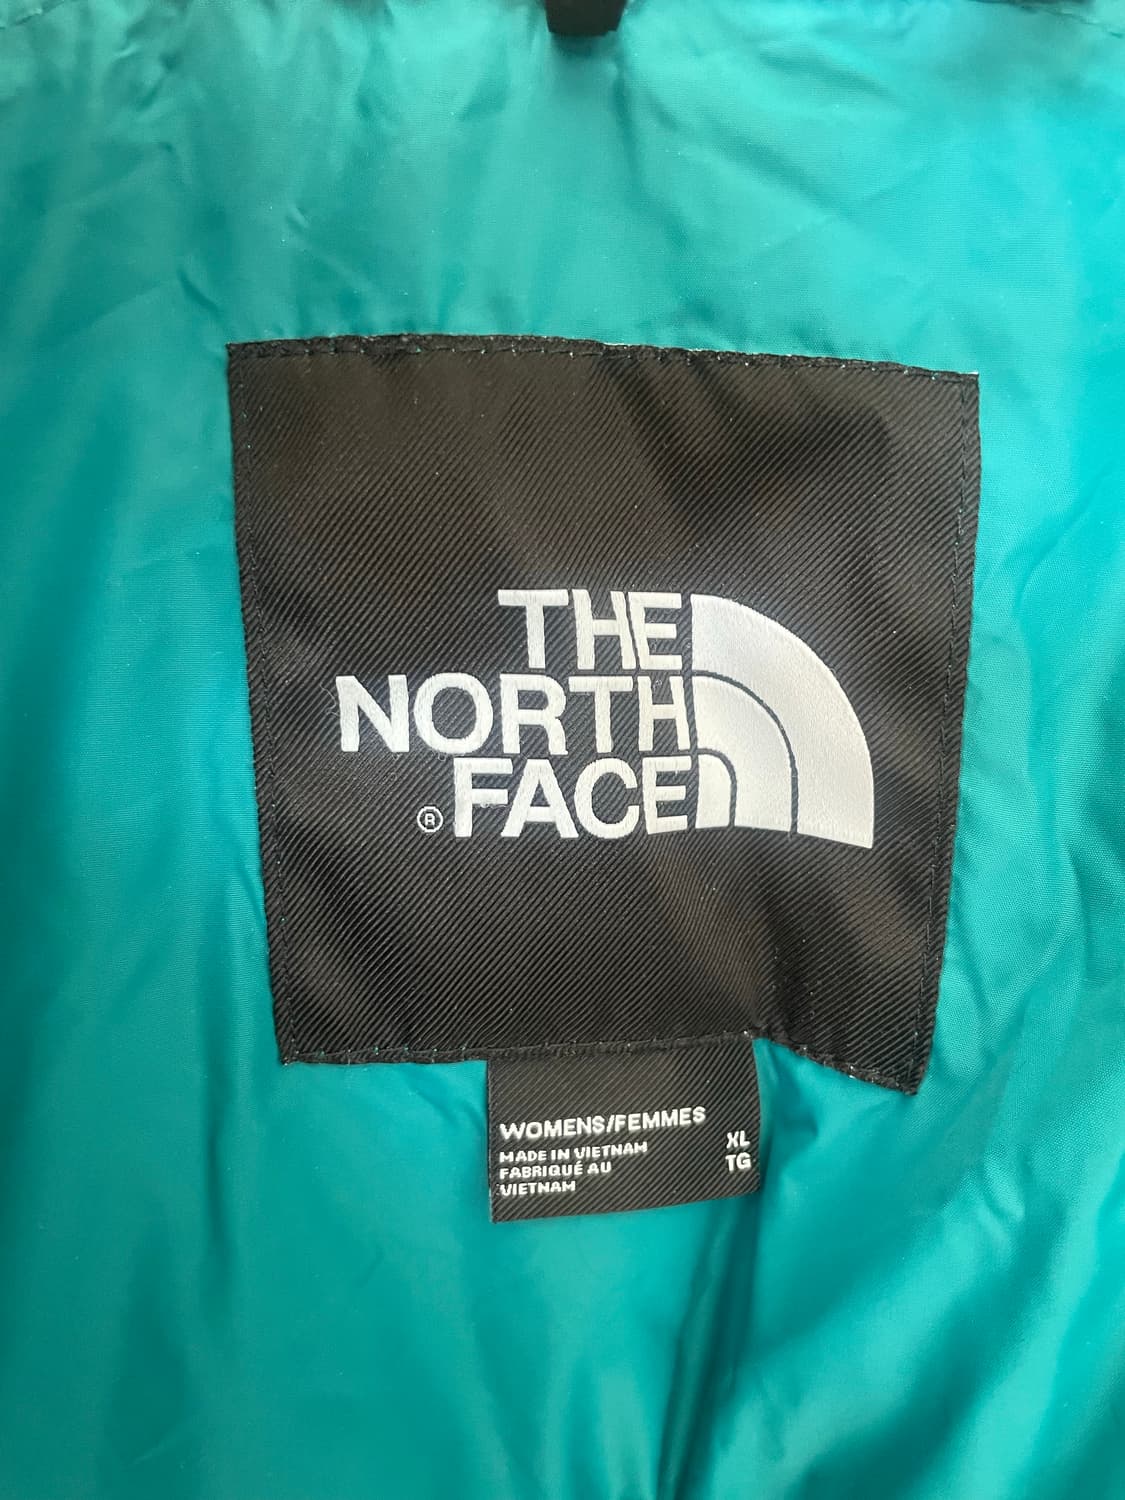 THE
NORTH
FACE
®
WOMENS/FEMMES
MADE IN VIETNAM
FABRIQUÉ AU
VIETNAM
XL
TG